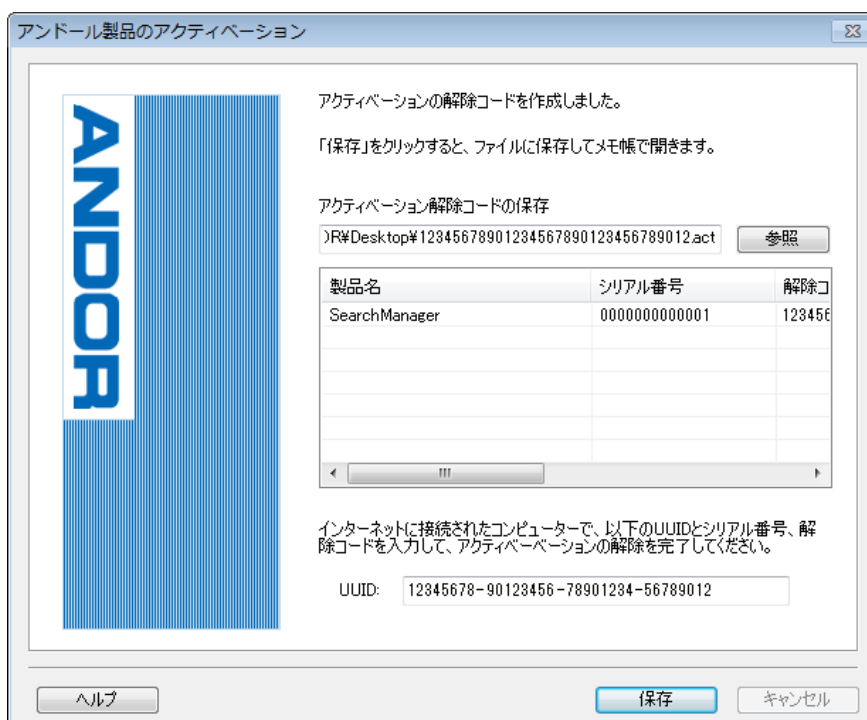 アンドール製品のアクティベーション
ANDOR
アクティベーションの解除コードを作成しました。
「保存」をクリックすると、ファイルに保存してメモ帳で開きます。
アクティベーション解除コードの保存
)R¥Desktop¥12345678901234567890123456789012.act 参照
製品名 シリアル番号 解除コ
SearchManager 0000000000001 123456
インターネットに接続されたコンピューターで、以下のUUIDとシリアル番号、解
除コードを入力して、アクティベーベーションの解除を完了してください。
UUID: 12345678-90123456-78901234-56789012
ヘルプ 保存 キャンセル